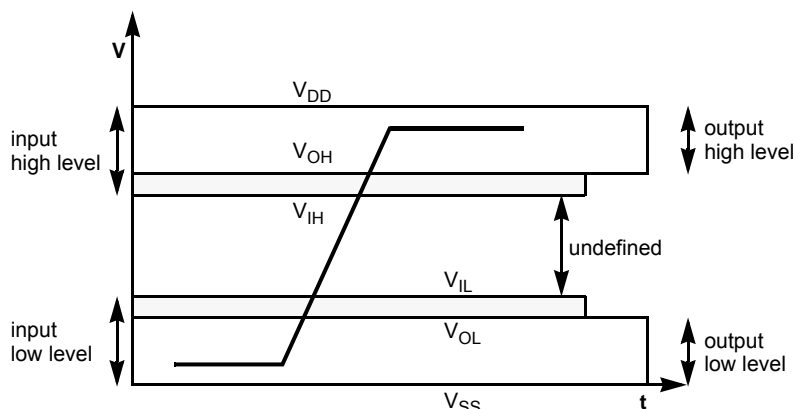 V
V_DD
input
high level
output
high level
V_OH
V_IH
undefined
V_IL
input
low level
V_OL
output
low level
V_SS
t